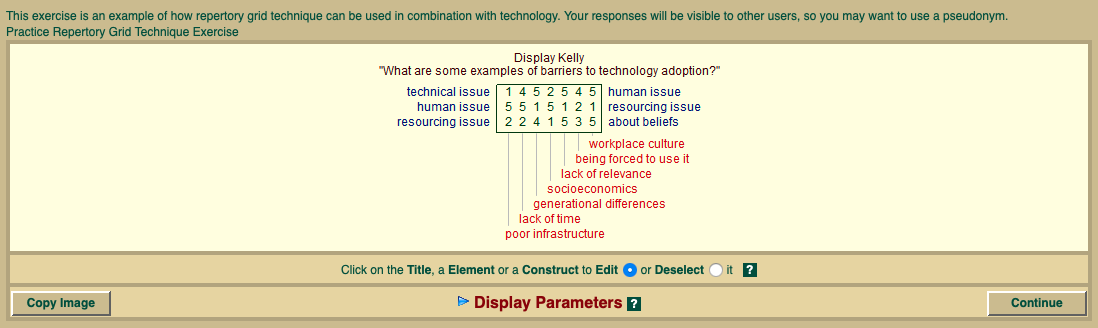 This exercise is an example of how repertory grid technique can be used in combination with technology. Your responses will be visible to other users, so you may want to use a pseudonym.
Practice Repertory Grid Technique Exercise
Display Kelly
"What are some examples of barriers to technology adoption?"
technical issue 1 4 5 2 5 4 5 human issue
human issue 5 5 1 5 1 2 1 resourcing issue
resourcing issue 2 2 4 1 5 3 5 about beliefs
workplace culture
being forced to use it
lack of relevance
socioeconomics
generational differences
lack of time
poor infrastructure
Click on the Title, a Element or a Construct to Edit or Deselect it ?
Copy Image Display Parameters ? Continue